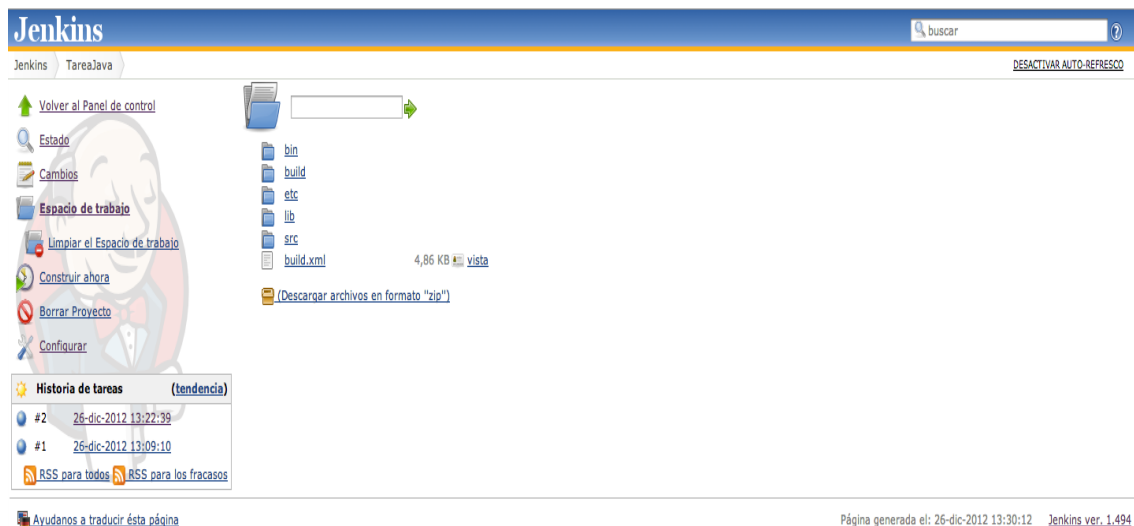 Jenkins
buscar
Jenkins TareaJava
DESACTIVAR AUTO-REFRESCO
Volver al Panel de control
Estado
Cambios
Espacio de trabajo
Limpiar el Espacio de trabajo
Construir ahora
Borrar Proyecto
Configurar
Historia de tareas (tendencia)
#2 26-dic-2012 13:22:39
#1 26-dic-2012 13:09:10
RSS para todos RSS para los fracasos
bin
build
etc
lib
src
build.xml 4,86 KB vista
(Descargar archivos en formato "zip")
Ayudanos a traducir ésta página
Página generada el: 26-dic-2012 13:30:12 Jenkins ver. 1.494